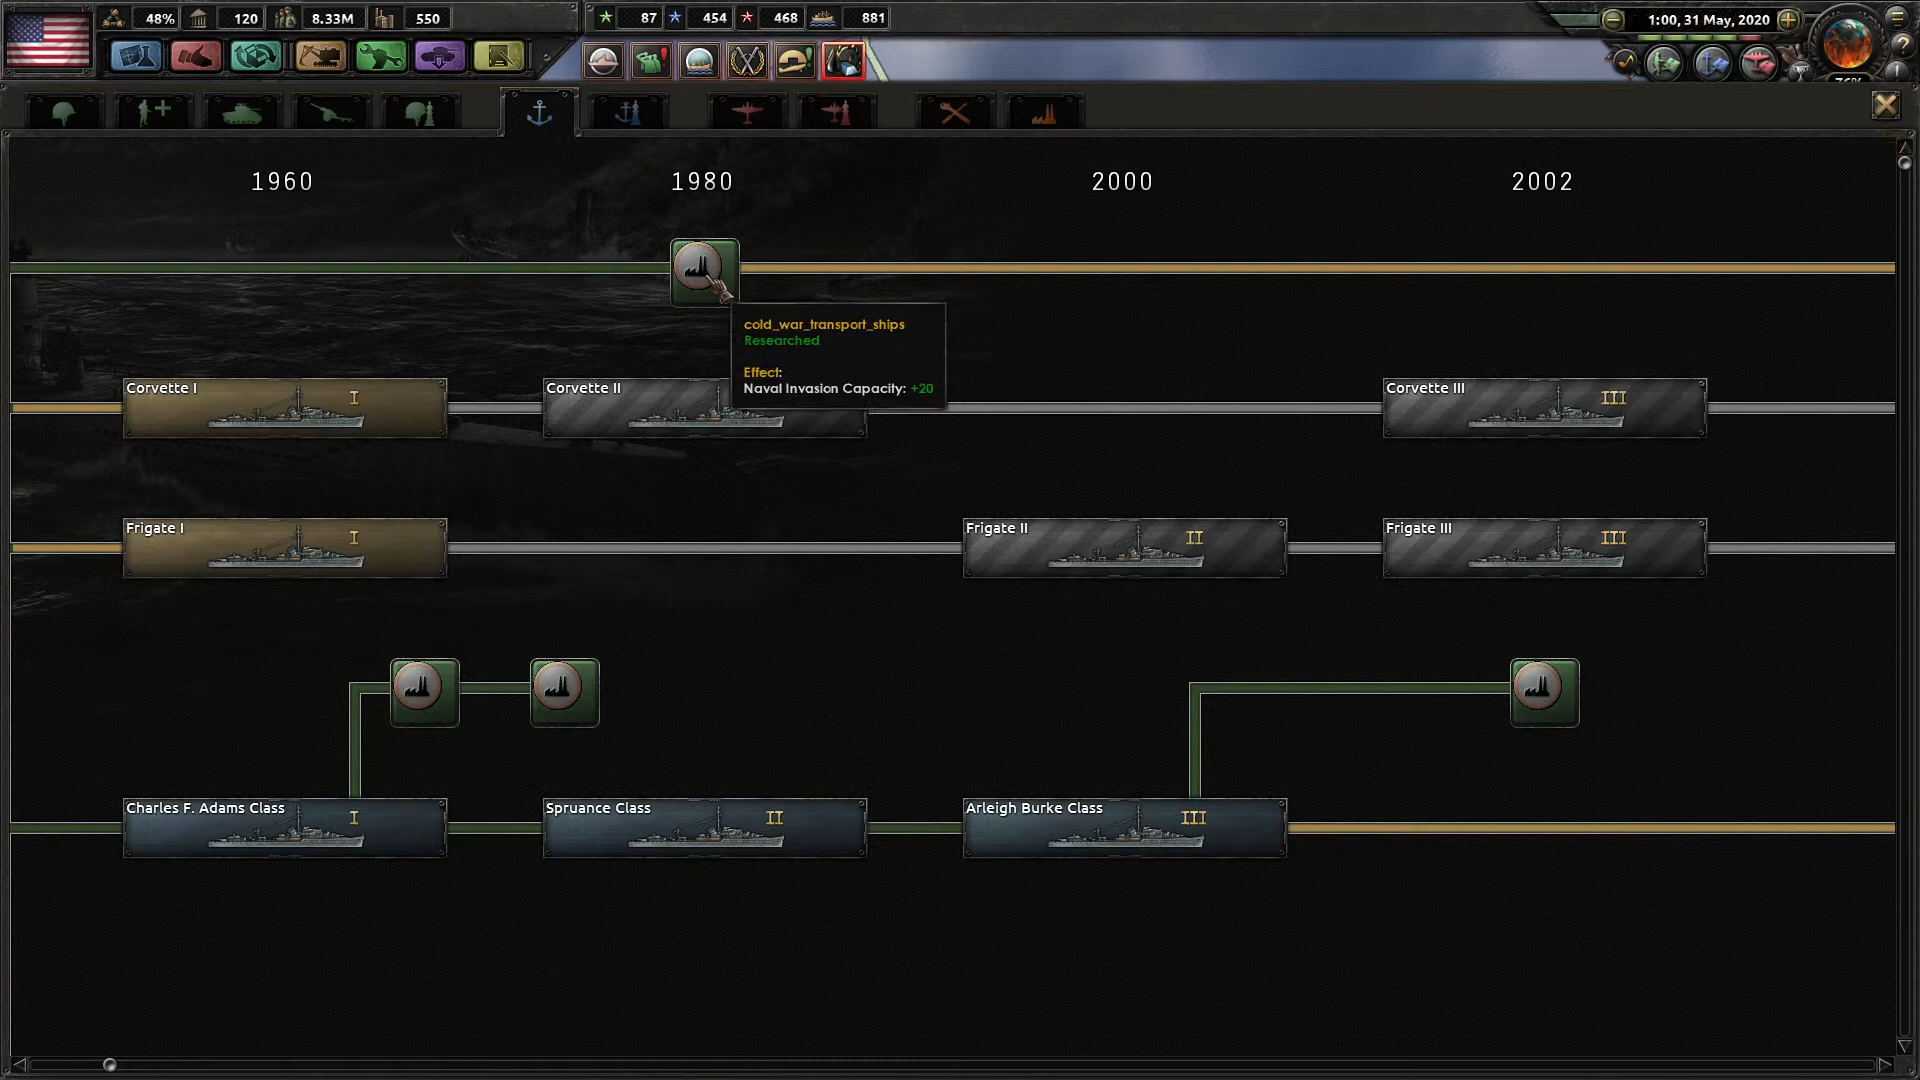 48%
120
8.33M
550
87
454
468
881
1:00, 31 May, 2020
76%
1960
1980
2000
2002
cold_war_transport_ships
Researched
Effect:
Naval Invasion Capacity: +20
Corvette I
I
Corvette II
Corvette III
III
Frigate I
I
Frigate II
II
Frigate III
III
Charles F. Adams Class
I
Spruance Class
II
Arleigh Burke Class
III